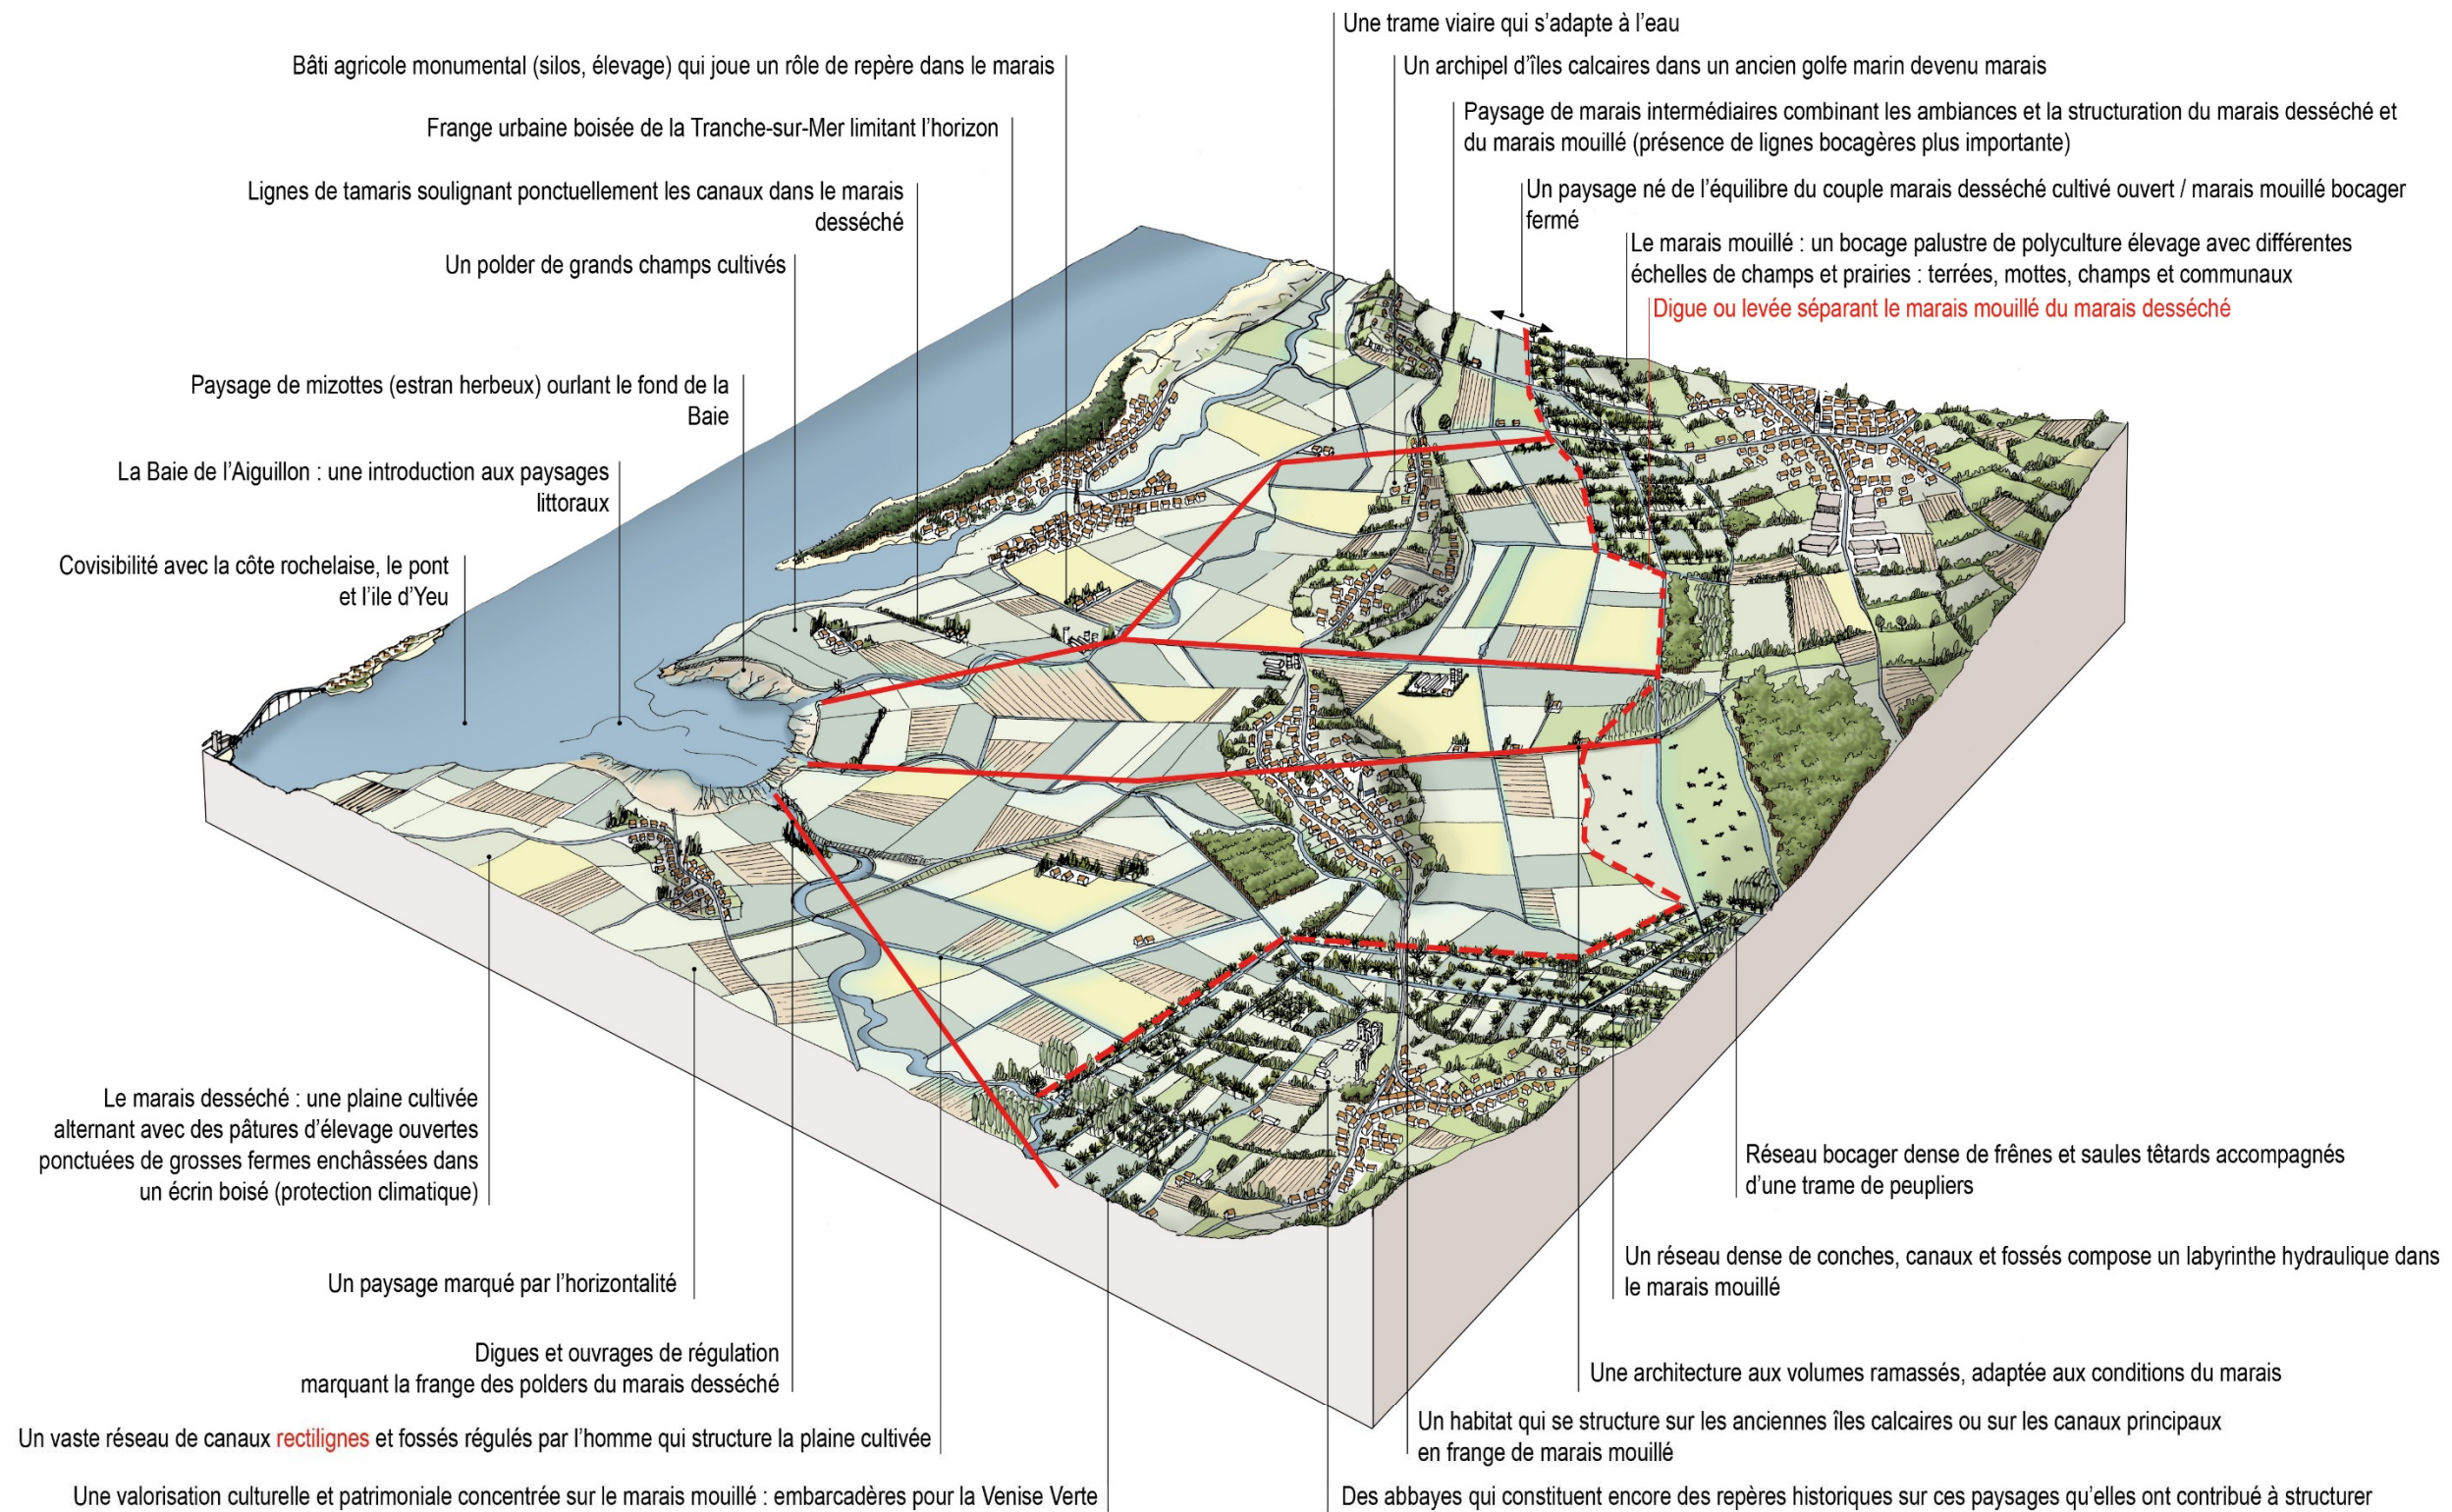 Une trame viaire qui s’adapte à l’eau
Bâti agricole monumental (silos, élevage) qui joue un rôle de repère dans le marais
Un archipel d’îles calcaires dans un ancien golfe marin devenu marais
Frange urbaine boisée de la Tranche-sur-Mer limitant l’horizon
Paysage de marais intermédiaires combinant les ambiances et la structuration du marais desséché et
du marais mouillé (présence de lignes bocagères plus importante)
Lignes de tamaris soulignant ponctuellement les canaux dans le marais
desséché
Un paysage né de l’équilibre du couple marais desséché cultivé ouvert / marais mouillé bocager
fermé
Un polder de grands champs cultivés
Le marais mouillé : un bocage palustre de polyculture élevage avec différentes
échelles de champs et prairies : terrées, mottes, champs et communaux
Digue ou levée séparant le marais mouillé du marais desséché
Paysage de mizottes (estran herbeux) ourlant le fond de la
Baie
La Baie de l’Aiguillon : une introduction aux paysages
littoraux
Covisibilité avec la côte rochelaise, le pont
et l’ile d’Yeu
Le marais desséché : une plaine cultivée
alternant avec des pâtures d’élevage ouvertes
ponctuées de grosses fermes enchâssées dans
un écrin boisé (protection climatique)
Réseau bocager dense de frênes et saules têtards accompagnés
d’une trame de peupliers
Un paysage marqué par l’horizontalité
Un réseau dense de conches, canaux et fossés compose un labyrinthe hydraulique dans
le marais mouillé
Digues et ouvrages de régulation
marquant la frange des polders du marais desséché
Une architecture aux volumes ramassés, adaptée aux conditions du marais
Un vaste réseau de canaux rectilignes et fossés régulés par l’homme qui structure la plaine cultivée
Un habitat qui se structure sur les anciennes îles calcaires ou sur les canaux principaux
en frange de marais mouillé
Une valorisation culturelle et patrimoniale concentrée sur le marais mouillé : embarcadères pour la Venise Verte
Des abbayes qui constituent encore des repères historiques sur ces paysages qu’elles ont contribué à structurer